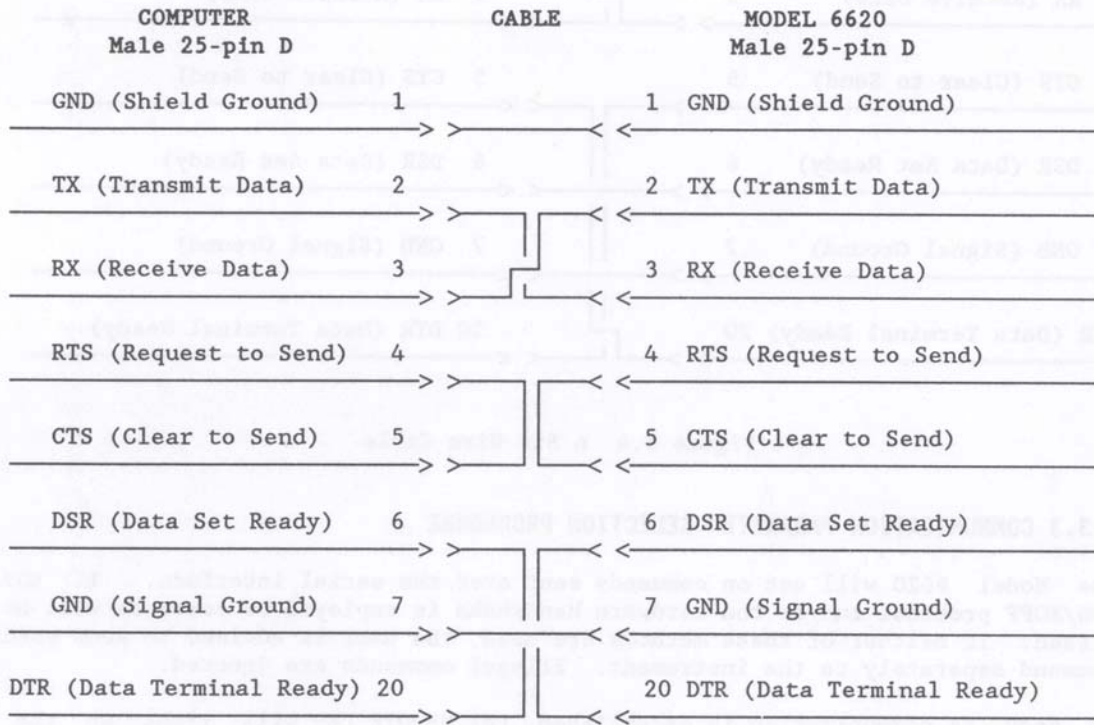 COMPUTER CABLE MODEL 6620
Male 25-pin D Male 25-pin D
GND (Shield Ground) 1 1 GND (Shield Ground)
TX (Transmit Data) 2 2 TX (Transmit Data)
RX (Receive Data) 3 3 RX (Receive Data)
RTS (Request to Send) 4 4 RTS (Request to Send)
CTS (Clear to Send) 5 5 CTS (Clear to Send)
DSR (Data Set Ready) 6 6 DSR (Data Set Ready)
GND (Signal Ground) 7 7 GND (Signal Ground)
DTR (Data Terminal Ready) 20 20 DTR (Data Terminal Ready)